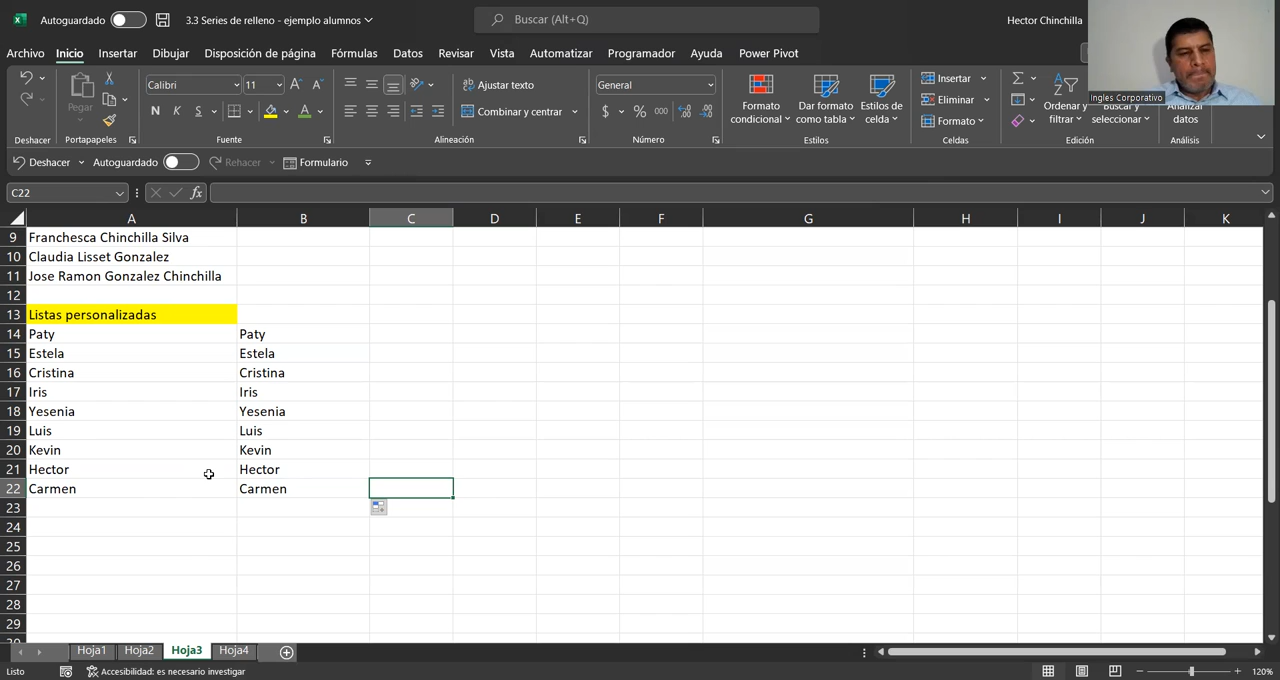 Autoguardado 3.3 Series de relleno - ejemplo alumnos Buscar (Alt+Q) Hector Chinchilla
Archivo Inicio Insertar Dibujar Disposición de página Fórmulas Datos Revisar Vista Automatizar Programador Ayuda Power Pivot
Pegar Calibri 11 Ajustar texto General Formato condicional Dar formato como tabla Estilos de celda Insertar Ordenar y filtrar Buscar y seleccionar Analizar datos
N K S Combinar y centrar $ % 000 Eliminar
Formato
Deshacer Portapapeles Fuente Alineación Número Estilos Celdas Edición Análisis
Ingles Corporativo
Deshacer Autoguardado Rehacer Formulario
C22 fx
A B C D E F G H I J K
9 Franchesca Chinchilla Silva
10 Claudia Lisset Gonzalez
11 Jose Ramon Gonzalez Chinchilla
12
13 Listas personalizadas
14 Paty Paty
15 Estela Estela
16 Cristina Cristina
17 Iris Iris
18 Yesenia Yesenia
19 Luis Luis
20 Kevin Kevin
21 Hector Hector
22 Carmen Carmen
23
24
25
26
27
28
29
Hoja1 Hoja2 Hoja3 Hoja4
Listo Accesibilidad: es necesario investigar 120%